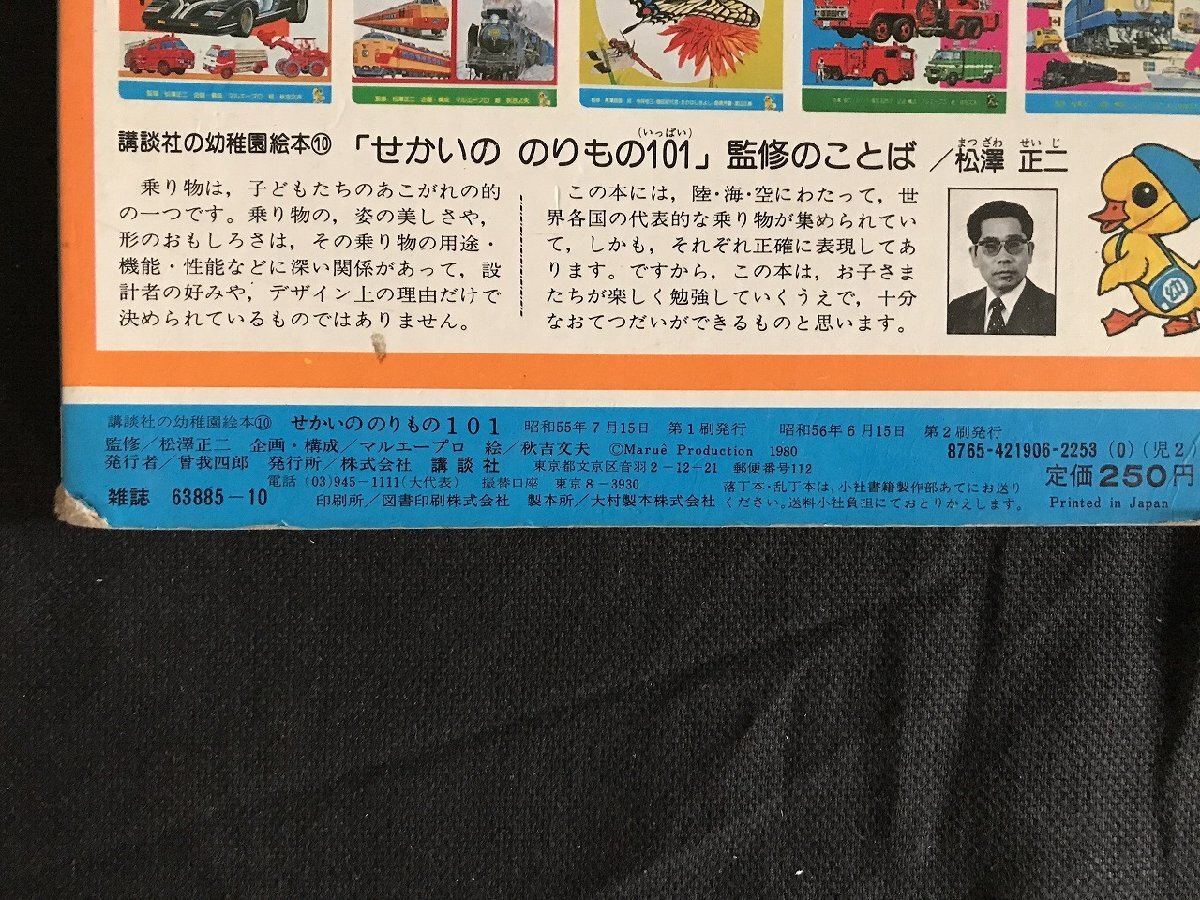 講談社の幼稚園絵本⑩ 「せかいの のりもの101」監修のことば／松澤 正二
(いっぱい)
まつざわ せいじ
乗り物は，子どもたちのあこがれの的
の一つです。乗り物の，姿の美しさや，
形のおもしろさは，その乗り物の用途・
機能・性能などに深い関係があって，設
計者の好みや，デザイン上の理由だけで
決められているものではありません。
この本には，陸・海・空にわたって，世
界各国の代表的な乗り物が集められてい
て，しかも，それぞれ正確に表現してあ
ります。ですから，この本は，お子さま
たちが楽しく勉強していくうえで，十分
なおてつだいができるものと思います。
講談社の幼稚園絵本⑩ せかいの のりもの101 昭和55年7月15日 第1刷発行 昭和56年6月15日 第2刷発行
監修／松澤正二 企画・構成／マルエープロ 絵／秋吉文夫 ©Maruē Production 1980 8765-421906-2253 (0) (児2)
発行者／曽我四郎 発行所／株式会社 講談社 東京都文京区音羽2-12-21 郵便番号112 定価250円
電話 (03)945-1111(大代表) 振替口座 東京8-3930 落丁本・乱丁本は、小社書籍製作部あてにお送り
雑誌 63885-10 印刷所／図書印刷株式会社 製本所／大村製本株式会社 ください。送料小社負担にておとりかえします。 Printed in Japan